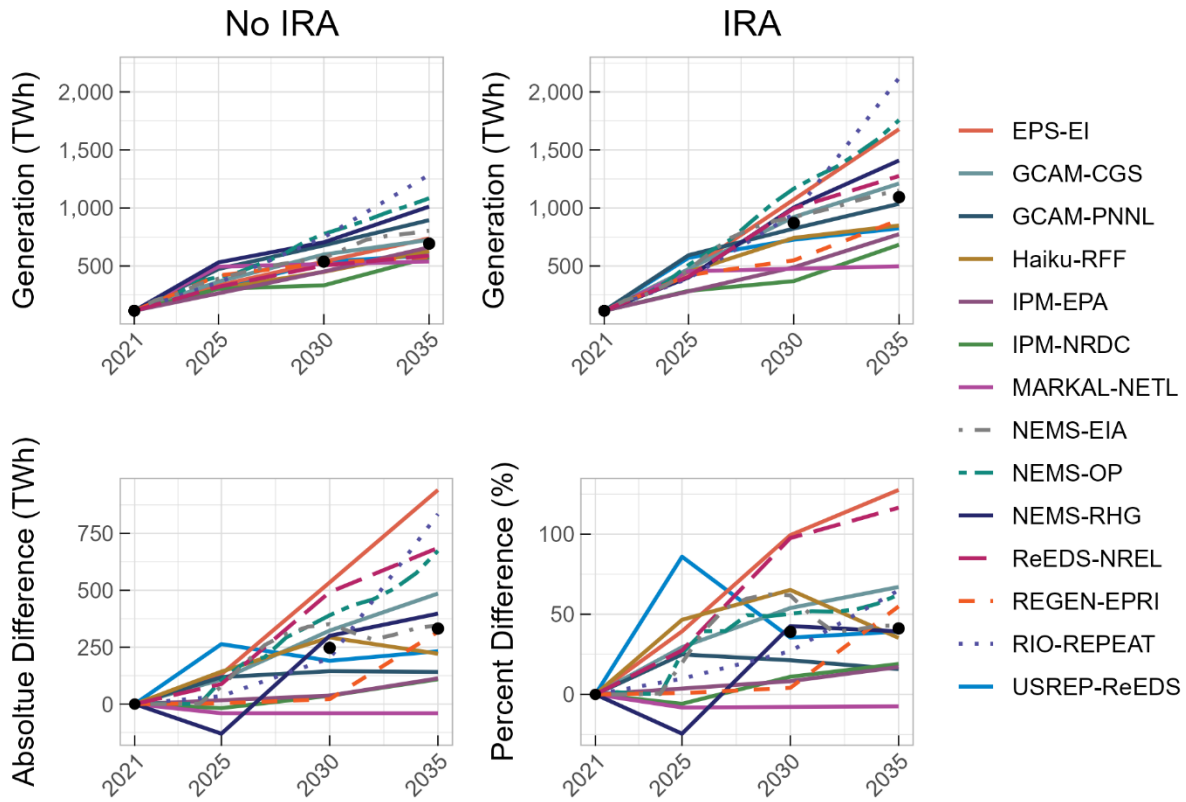 No IRA
IRA
Generation (TWh)
2,000
1,500
1,000
500
2021
2025
2030
2035
Generation (TWh)
2,000
1,500
1,000
500
2021
2025
2030
2035
Absoltue Difference (TWh)
750
500
250
0
2021
2025
2030
2035
Percent Difference (%)
100
50
0
2021
2025
2030
2035
EPS-EI
GCAM-CGS
GCAM-PNNL
Haiku-RFF
IPM-EPA
IPM-NRDC
MARKAL-NETL
NEMS-EIA
NEMS-OP
NEMS-RHG
ReEDS-NREL
REGEN-EPRI
RIO-REPEAT
USREP-ReEDS